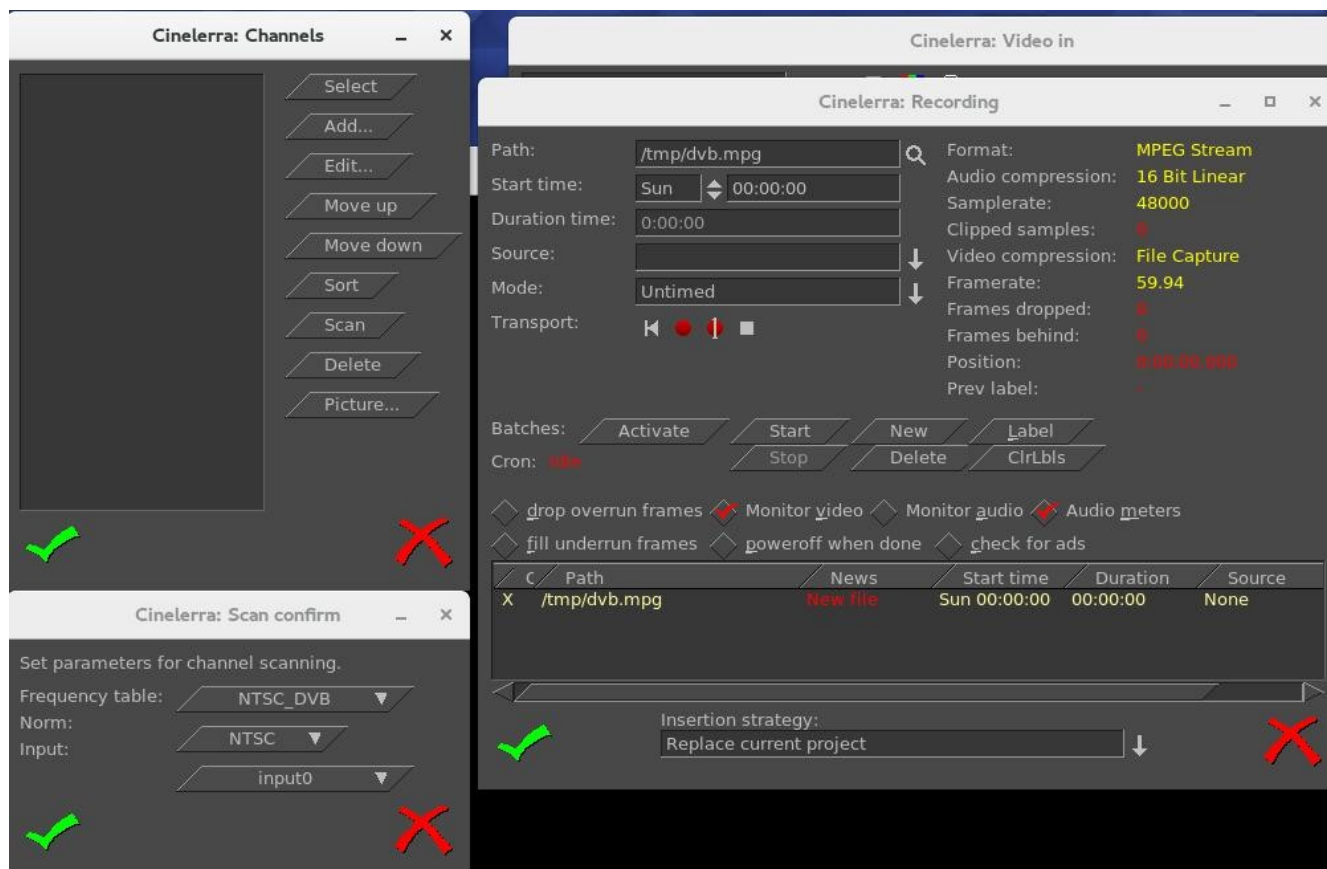 Cinelerra: Channels
Select
Add...
Edit...
Move up
Move down
Sort
Scan
Delete
Picture...
Cinelerra: Scan confirm
Set parameters for channel scanning.
Frequency table: NTSC_DVB
Norm: NTSC
Input: input0
Cinelerra: Video in
Cinelerra: Recording
Path: /tmp/dvb.mpg
Start time: Sun 00:00:00
Duration time: 0:00:00
Source:
Mode: Untimed
Transport:
Format: MPEG Stream
Audio compression: 16 Bit Linear
Samplerate: 48000
Clipped samples: 0
Video compression: File Capture
Framerate: 59.94
Frames dropped: 0
Frames behind: 0
Position: 0:00:00.000
Prev label: -
Batches: Activate Start New Label
Cron: Idle Stop Delete ClrLbls
drop overrun frames Monitor video Monitor audio Audio meters
fill underrun frames poweroff when done check for ads
Path News Start time Duration Source
X /tmp/dvb.mpg New file Sun 00:00:00 00:00:00 None
Insertion strategy:
Replace current project